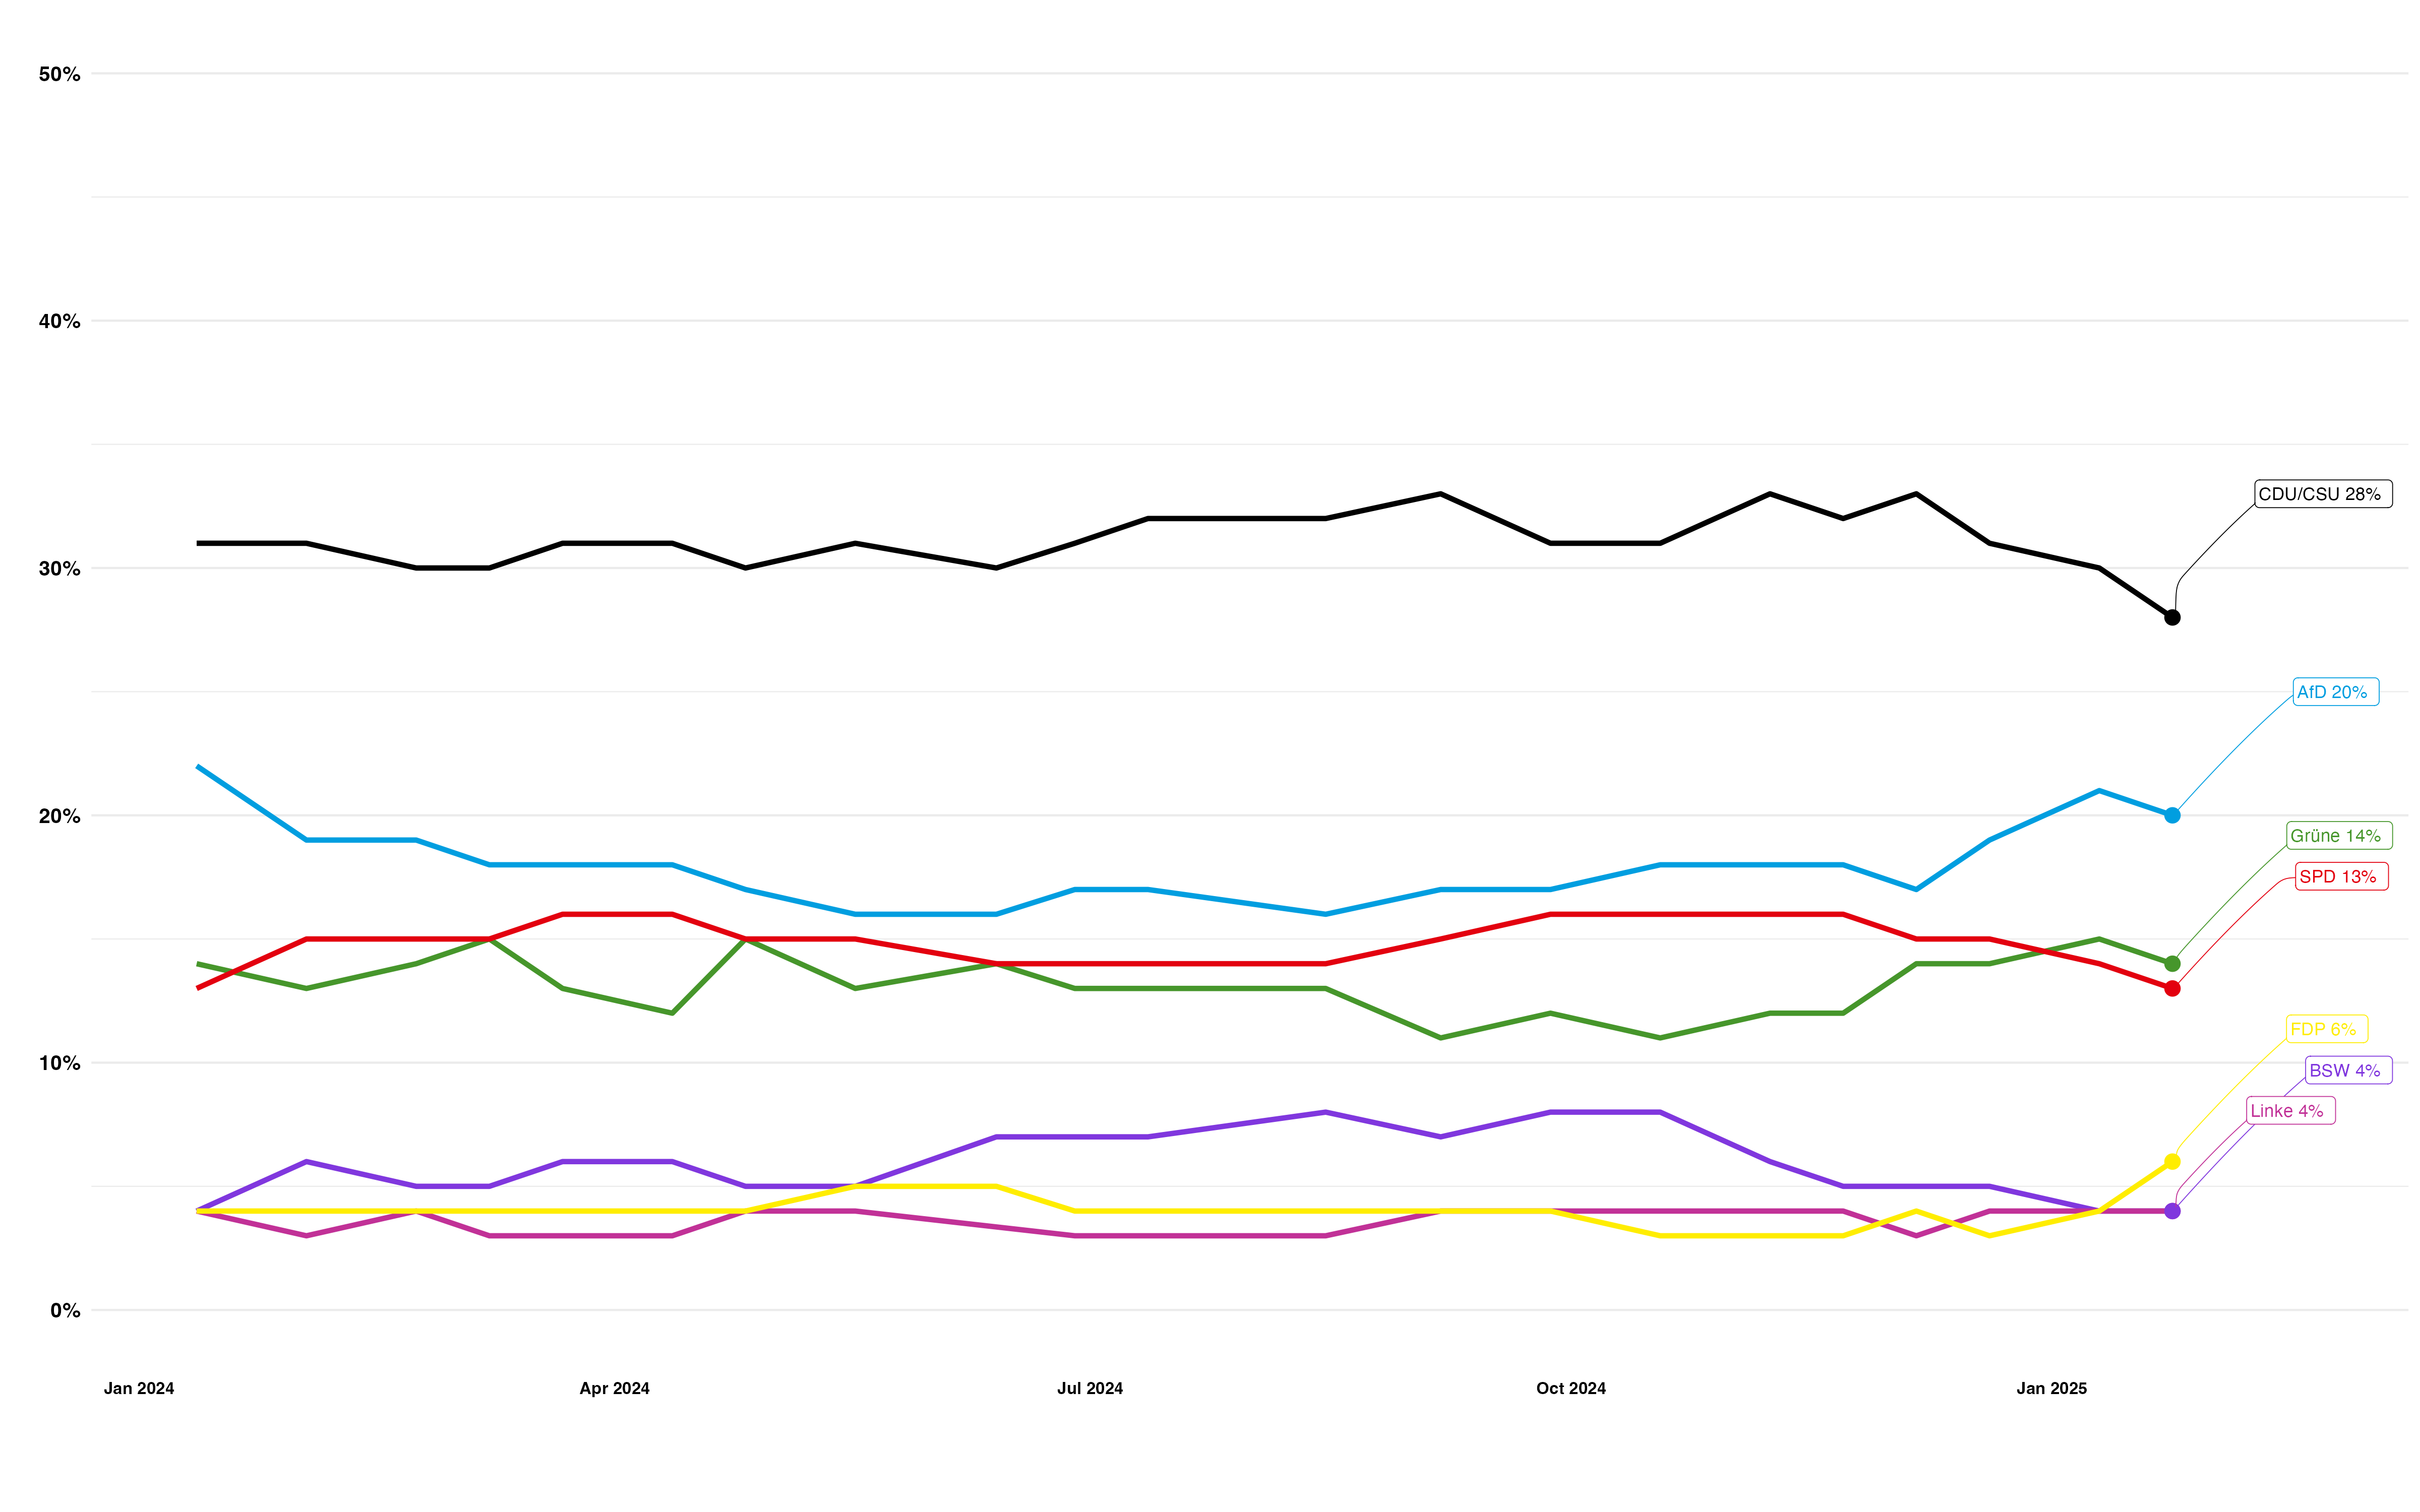 50%
40%
30%
20%
10%
0%
CDU/CSU 28%
AfD 20%
Grüne 14%
SPD 13%
FDP 6%
BSW 4%
Linke 4%
Jan 2024 Apr 2024 Jul 2024 Oct 2024 Jan 2025